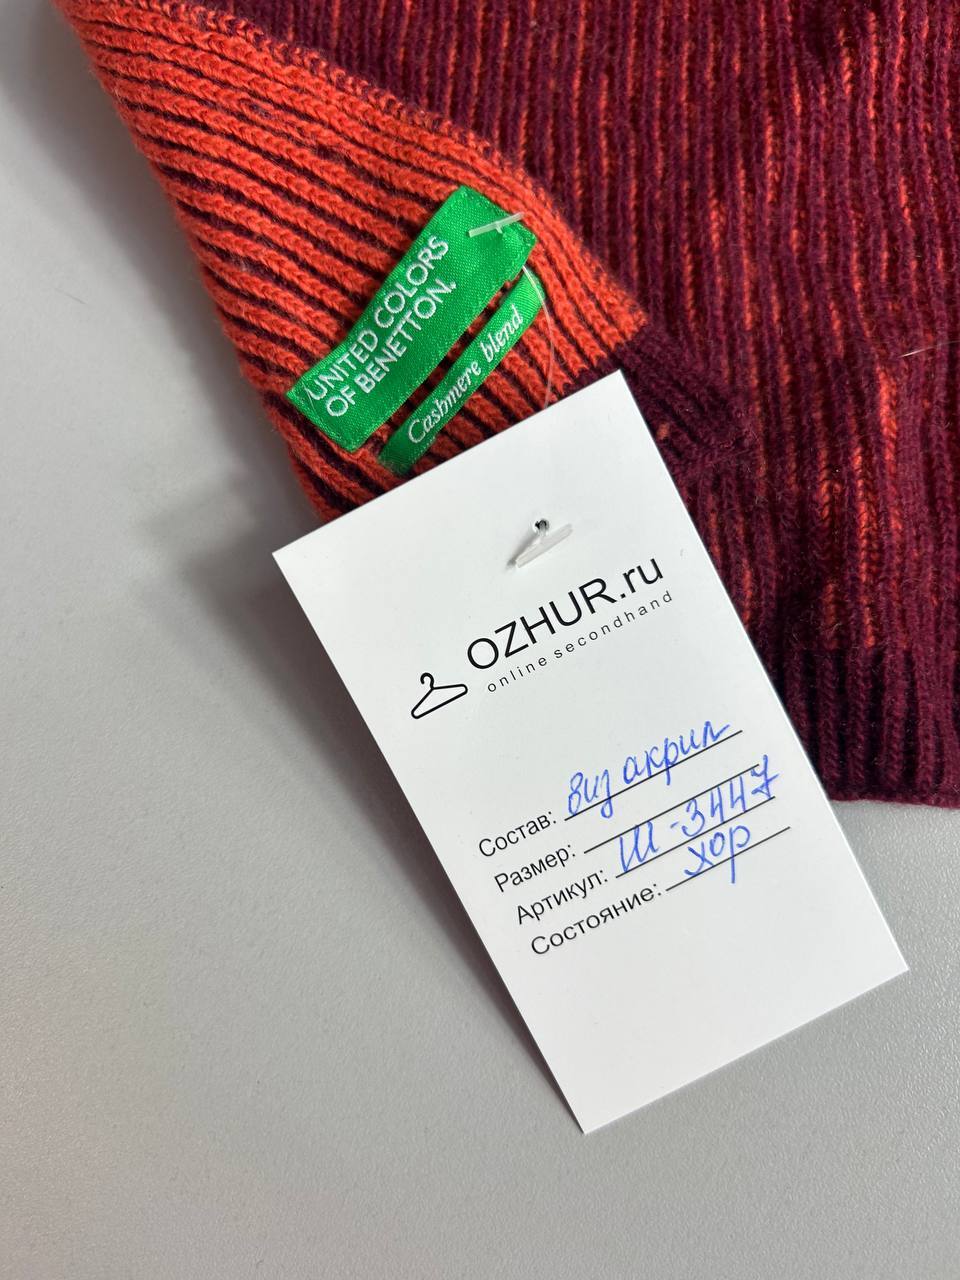 UNITED COLORS
OF BENETTON.
Cashmere blend
OZHUR.ru
online secondhand
Состав: виз акрил
Размер:
Артикул: Ш-3447
Состояние: хор